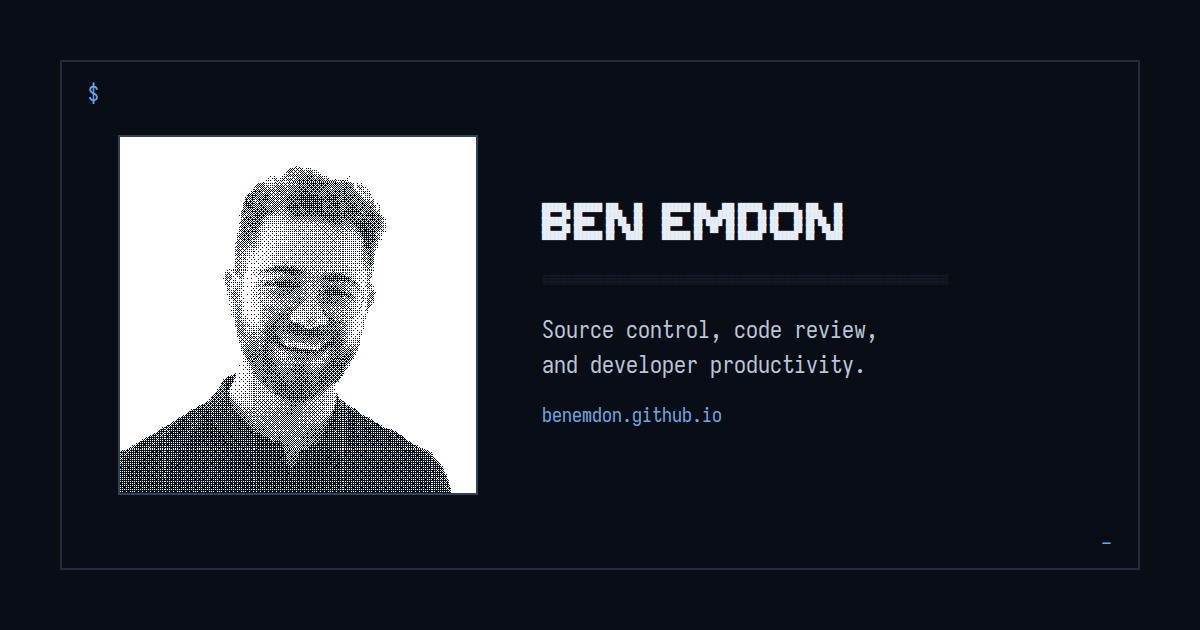 $
BEN EMDON
Source control, code review,
and developer productivity.
benemdon.github.io
_